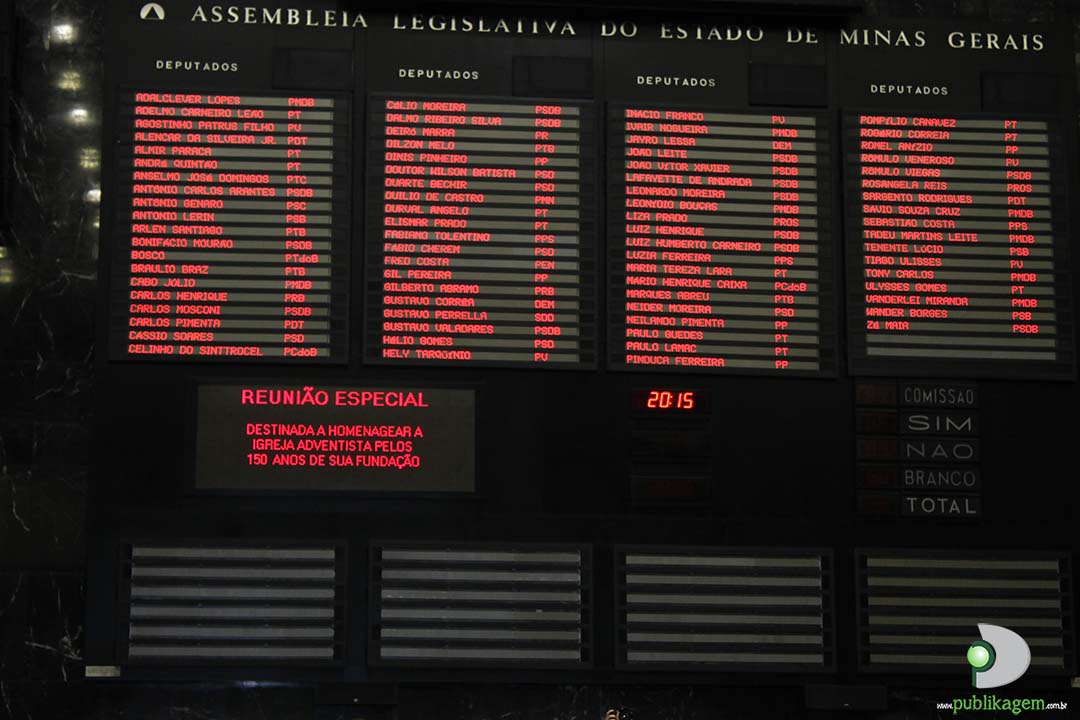 ASSEMBLEIA LEGISLATIVA DO ESTADO DE MINAS GERAIS
DEPUTADOS
ADALCLEVER LOPES PMDB
ADELMO CARNEIRO LEÃO PT
AGOSTINHO PATRUS FILHO PV
ALENCAR DA SILVEIRA JR. PDT
ALMIR PARACA PT
ANDRé QUINTãO PT
ANSELMO JOSé DOMINGOS PTC
ANTôNIO CARLOS ARANTES PSDB
ANTôNIO GENARO PSC
ANTONIO LERIN PSB
ARLEN SANTIAGO PTB
BONIFáCIO MOURãO PSDB
BOSCO PTdoB
BRAULIO BRAZ PTB
CABO JúLIO PMDB
CARLOS HENRIQUE PRB
CARLOS MOSCONI PSDB
CARLOS PIMENTA PDT
CASSIO SOARES PSD
CELINHO DO SINTTROCEL PCdoB
DEPUTADOS
CéLIO MOREIRA PSDB
DALMO RIBEIRO SILVA PSDB
DEIRó MARRA PR
DILZON MELO PTB
DINIS PINHEIRO PP
DOUTOR WILSON BATISTA PSD
DUARTE BECHIR PSD
DUILIO DE CASTRO PMN
DURVAL ANGELO PT
ELISMAR PRADO PT
FABIANO TOLENTINO PPS
FáBIO CHEREM PSD
FRED COSTA PEN
GIL PEREIRA PP
GILBERTO ABRAMO PRB
GUSTAVO CORRêA DEM
GUSTAVO PERRELLA SDD
GUSTAVO VALADARES PSDB
HéLIO GOMES PSD
HELY TARQüíNIO PV
DEPUTADOS
INACIO FRANCO PV
IVAIR NOGUEIRA PMDB
JAYRO LESSA DEM
JOAO LEITE PSDB
JOAO VíTOR XAVIER PSDB
LAFAYETTE DE ANDRADA PSDB
LEONARDO MOREIRA PSDB
LEONYDIO BOUçAS PMDB
LIZA PRADO PROS
LUIZ HENRIQUE PSDB
LUIZ HUMBERTO CARNEIRO PSDB
LUZIA FERREIRA PPS
MARIA TEREZA LARA PT
MARIO HENRIQUE CAIXA PCdoB
MARQUES ABREU PTB
NEIDER MOREIRA PSD
NEILANDO PIMENTA PP
PAULO GUEDES PT
PAULO LAMAC PT
PINDUCA FERREIRA PP
DEPUTADOS
POMPíLIO CANAVEZ PT
ROGéRIO CORREIA PT
ROMEL ANíZIO PP
RôMULO VENEROSO PV
RôMULO VIEGAS PSDB
ROSANGELA REIS PROS
SARGENTO RODRIGUES PDT
SAVIO SOUZA CRUZ PMDB
SEBASTIãO COSTA PPS
TADEU MARTINS LEITE PMDB
TENENTE LúCIO PSB
TIAGO ULISSES PV
TONY CARLOS PMDB
ULYSSES GOMES PT
VANDERLEI MIRANDA PMDB
WANDER BORGES PSB
Zé MAIA PSDB
REUNIÃO ESPECIAL
DESTINADA A HOMENAGEAR A
IGREJA ADVENTISTA PELOS
150 ANOS DE SUA FUNDAÇÃO
20:15
COMISSAO
SIM
NAO
BRANCO
TOTAL
www.publikagem.com.br